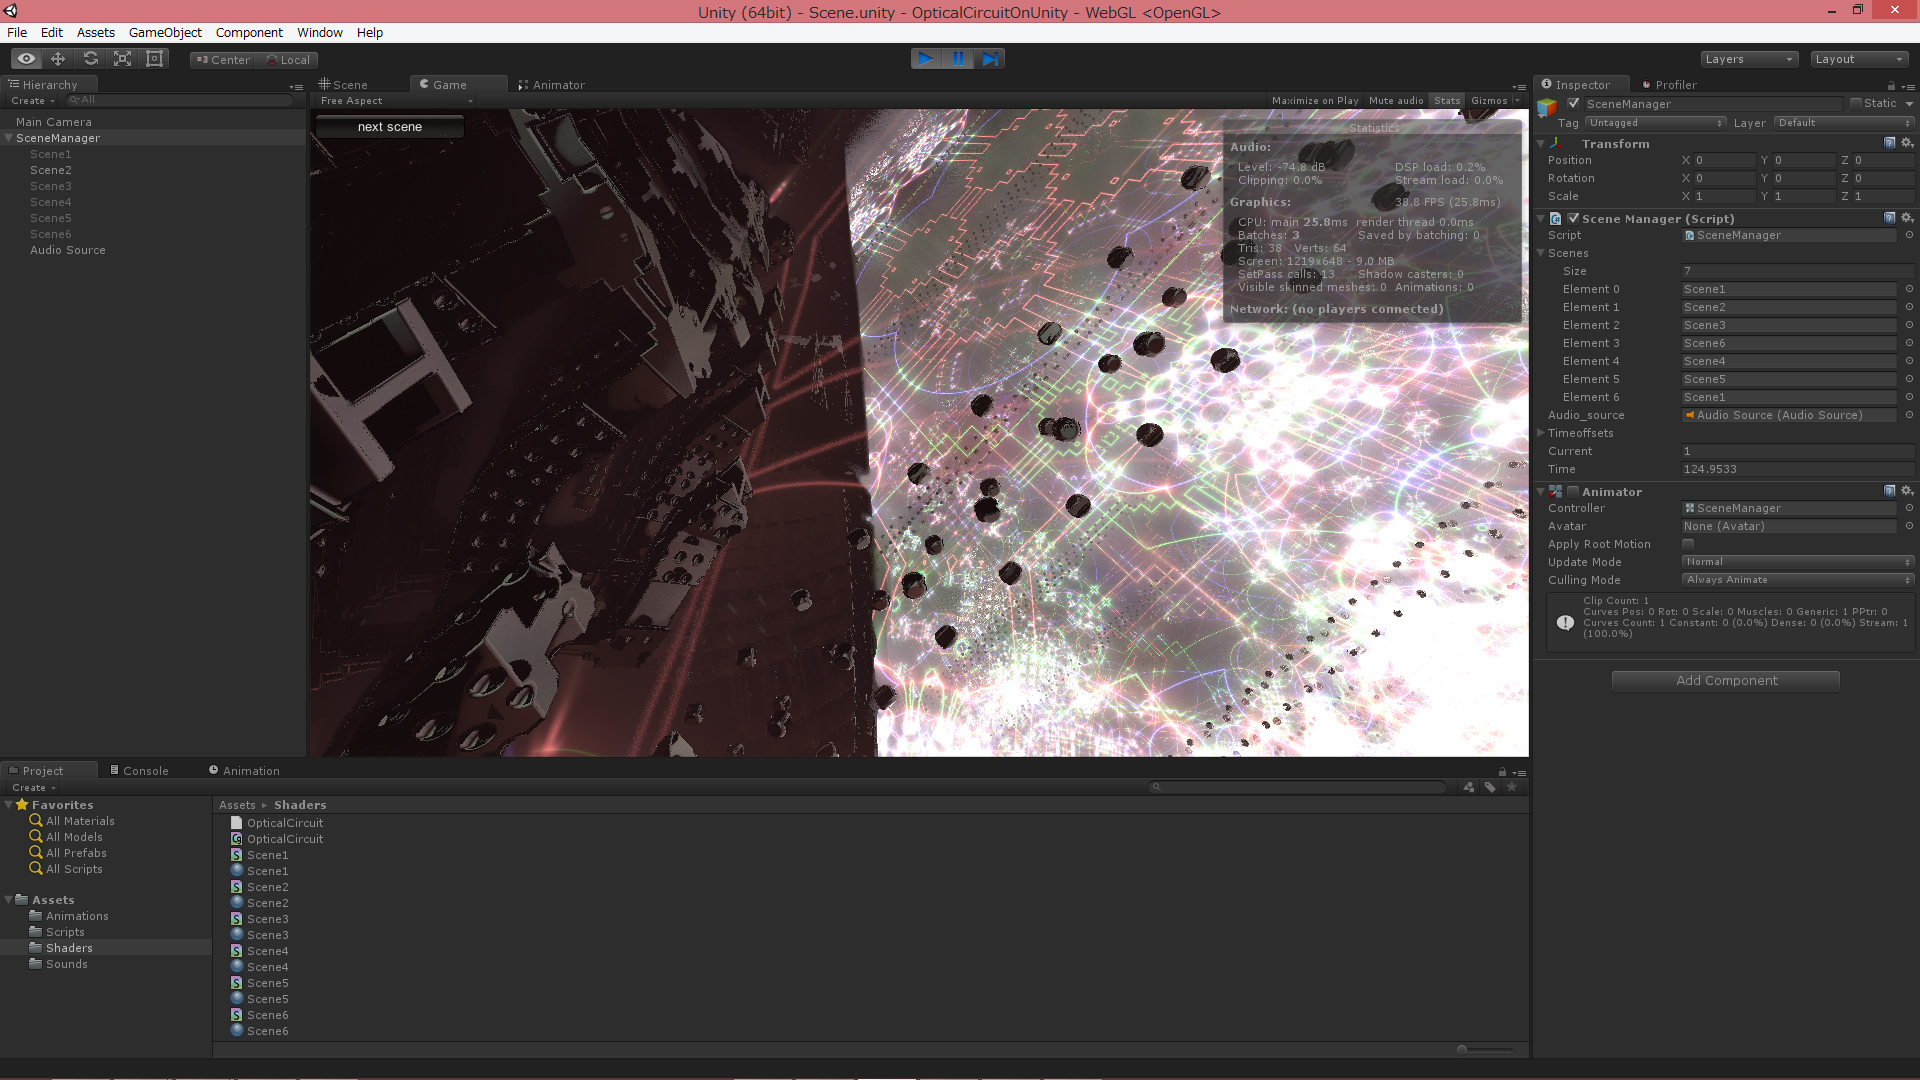 Unity (64bit) - Scene.unity - OpticalCircuitOnUnity - WebGL <OpenGL>
File Edit Assets GameObject Component Window Help
Center Local
Layers Layout
Hierarchy
Create All
Main Camera
SceneManager
Scene1
Scene2
Scene3
Scene4
Scene5
Scene6
Audio Source
Scene Game Animator
Free Aspect Maximize on Play Mute audio Stats Gizmos
next scene
Statistics
Audio:
Level: -74.8 dB DSP load: 0.2%
Clipping: 0.0% Stream load: 0.0%
Graphics: 38.8 FPS (25.8ms)
CPU: main 25.8ms render thread 0.0ms
Batches: 3 Saved by batching: 0
Tris: 38 Verts: 64
Screen: 1219x648 - 9.0 MB
SetPass calls: 13 Shadow casters: 0
Visible skinned meshes: 0 Animations: 0
Network: (no players connected)
Inspector Profiler
SceneManager Static
Tag Untagged Layer Default
Transform
Position X 0 Y 0 Z 0
Rotation X 0 Y 0 Z 0
Scale X 1 Y 1 Z 1
Scene Manager (Script)
Script SceneManager
Scenes
Size 7
Element 0 Scene1
Element 1 Scene2
Element 2 Scene3
Element 3 Scene6
Element 4 Scene4
Element 5 Scene5
Element 6 Scene1
Audio_source Audio Source (Audio Source)
Timeoffsets
Current 1
Time 124.9533
Animator
Controller SceneManager
Avatar None (Avatar)
Apply Root Motion
Update Mode Normal
Culling Mode Always Animate
Clip Count: 1
Curves Pos: 0 Rot: 0 Scale: 0 Muscles: 0 Generic: 1 PPtr: 0
Curves Count: 1 Constant: 0 (0.0%) Dense: 0 (0.0%) Stream: 1
(100.0%)
Add Component
Project Console Animation
Create
Favorites
All Materials
All Models
All Prefabs
All Scripts
Assets
Animations
Scripts
Shaders
Sounds
Assets Shaders
OpticalCircuit
OpticalCircuit
Scene1
Scene1
Scene2
Scene2
Scene3
Scene3
Scene4
Scene4
Scene5
Scene5
Scene6
Scene6